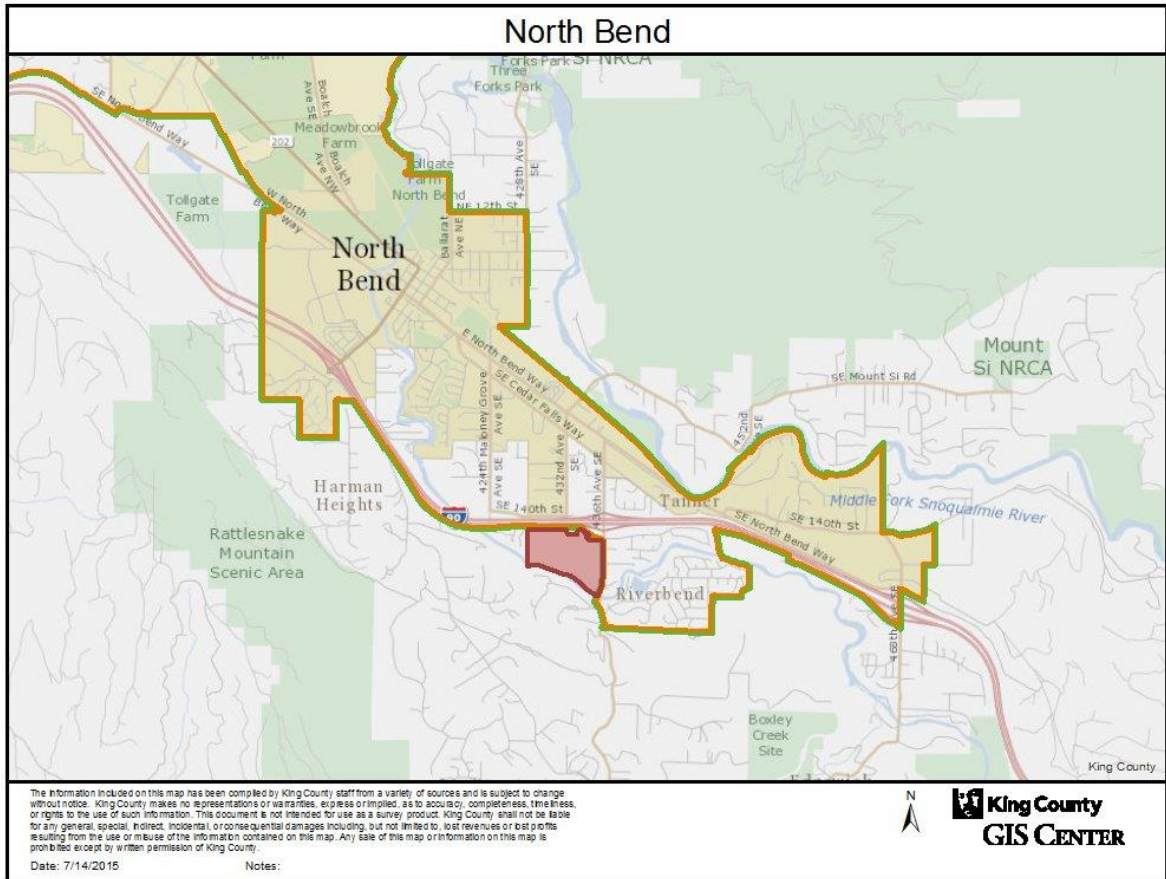 North Bend
Farm
Forks Park
Si NRCA
Three
Forks Park
SE North Bend Way
Boalch
Ave SE
Meadowbrook
Farm
202
Boalch
Ave NW
Tollgate
Farm
North Bend
428th Ave
SE
Tollgate
Farm
W North
Bend Way
NE 12th St
Ballarat
Ave NE
North
Bend
E North Bend Way
SE Cedar Falls Way
Mount
Si NRCA
SE Mount Si Rd
452nd
Ave SE
424th Maloney Grove
Ave SE
Ave SE
432nd Ave
SE
436th Ave SE
Harman
Heights
SE 140th St
90
Tanner
Middle Fork Snoqualmie River
SE 140th St
SE North Bend Way
Rattlesnake
Mountain
Scenic Area
Riverbend
468th Ave SE
Boxley
Creek
Site
King County
The information included on this map has been compiled by King County staff from a variety of sources and is subject to change
without notice. King County makes no representations or warranties, express or implied, as to accuracy, completeness, timeliness,
or rights to the use of such information. This document is not intended for use as a survey product. King County shall not be liable
for any general, special, indirect, incidental, or consequential damages including, but not limited to, lost revenues or lost profits
resulting from the use or misuse of the information contained on this map. Any sale of this map or information on this map is
prohibited except by written permission of King County.
Date: 7/14/2015
Notes:
N
King County
GIS CENTER